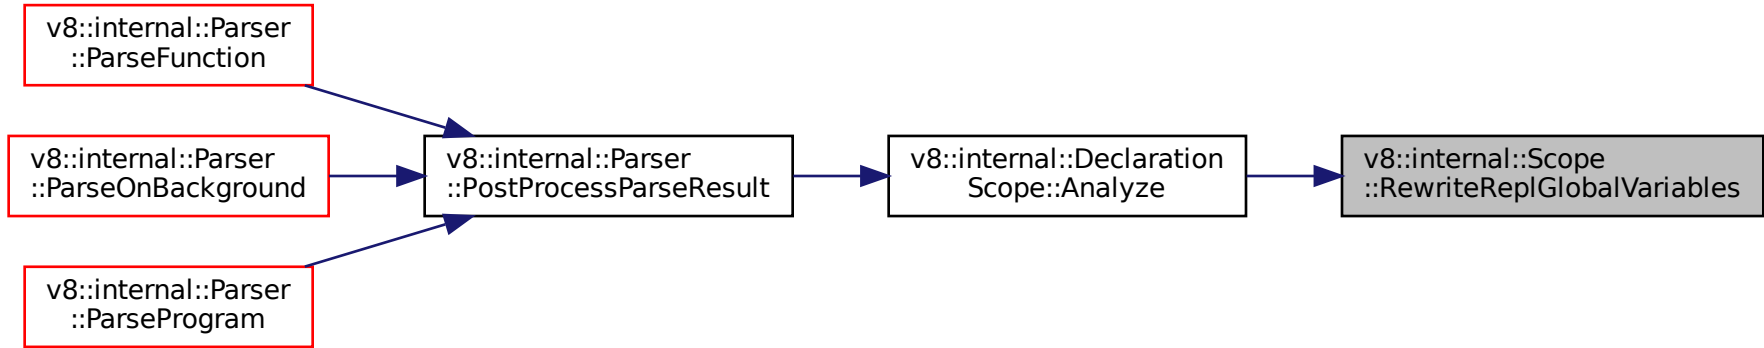 v8::internal::Parser
::ParseFunction
v8::internal::Parser
::ParseOnBackground
v8::internal::Parser
::ParseProgram
v8::internal::Parser
::PostProcessParseResult
v8::internal::Declaration
Scope::Analyze
v8::internal::Scope
::RewriteReplGlobalVariables